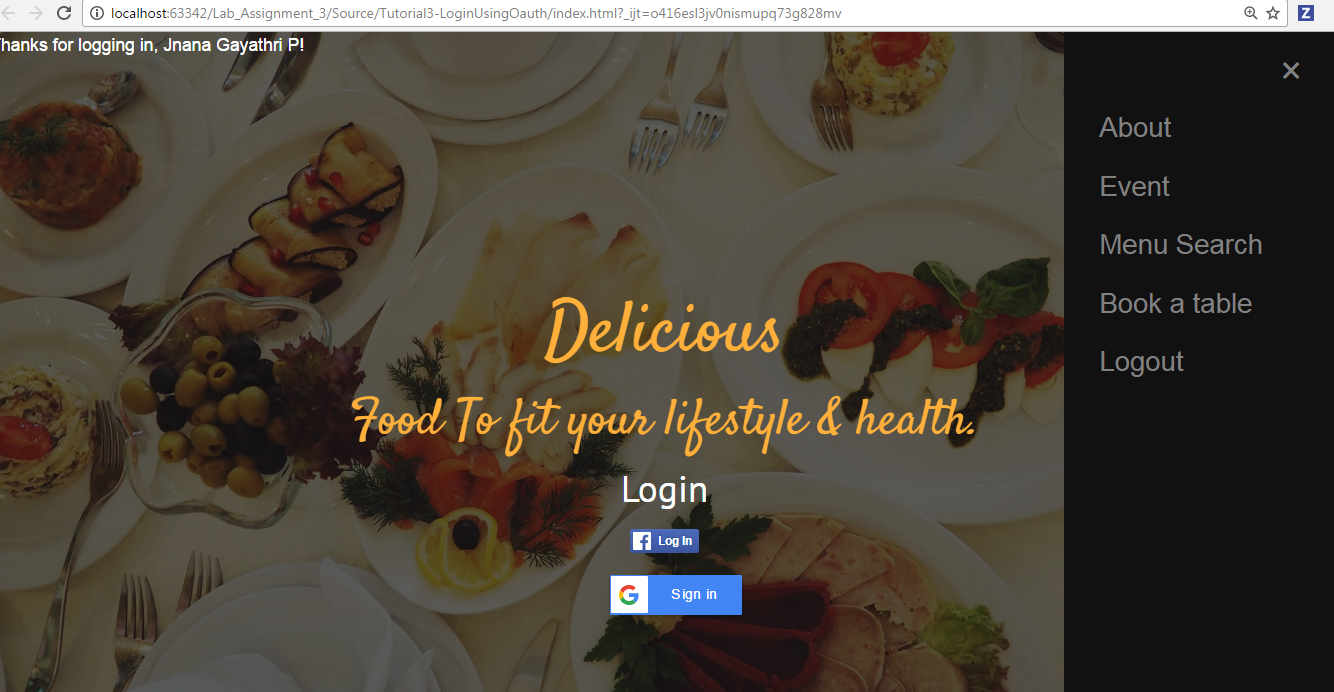 localhost:63342/Lab_Assignment_3/Source/Tutorial3-LoginUsingOauth/index.html?_ijt=o416esl3jv0nismupq73g828mv
Z
hanks for logging in, Jnana Gayathri P!
×
About
Event
Menu Search
Book a table
Logout
Delicious
Food To fit your lifestyle & health.
Login
f Log In
G Sign in